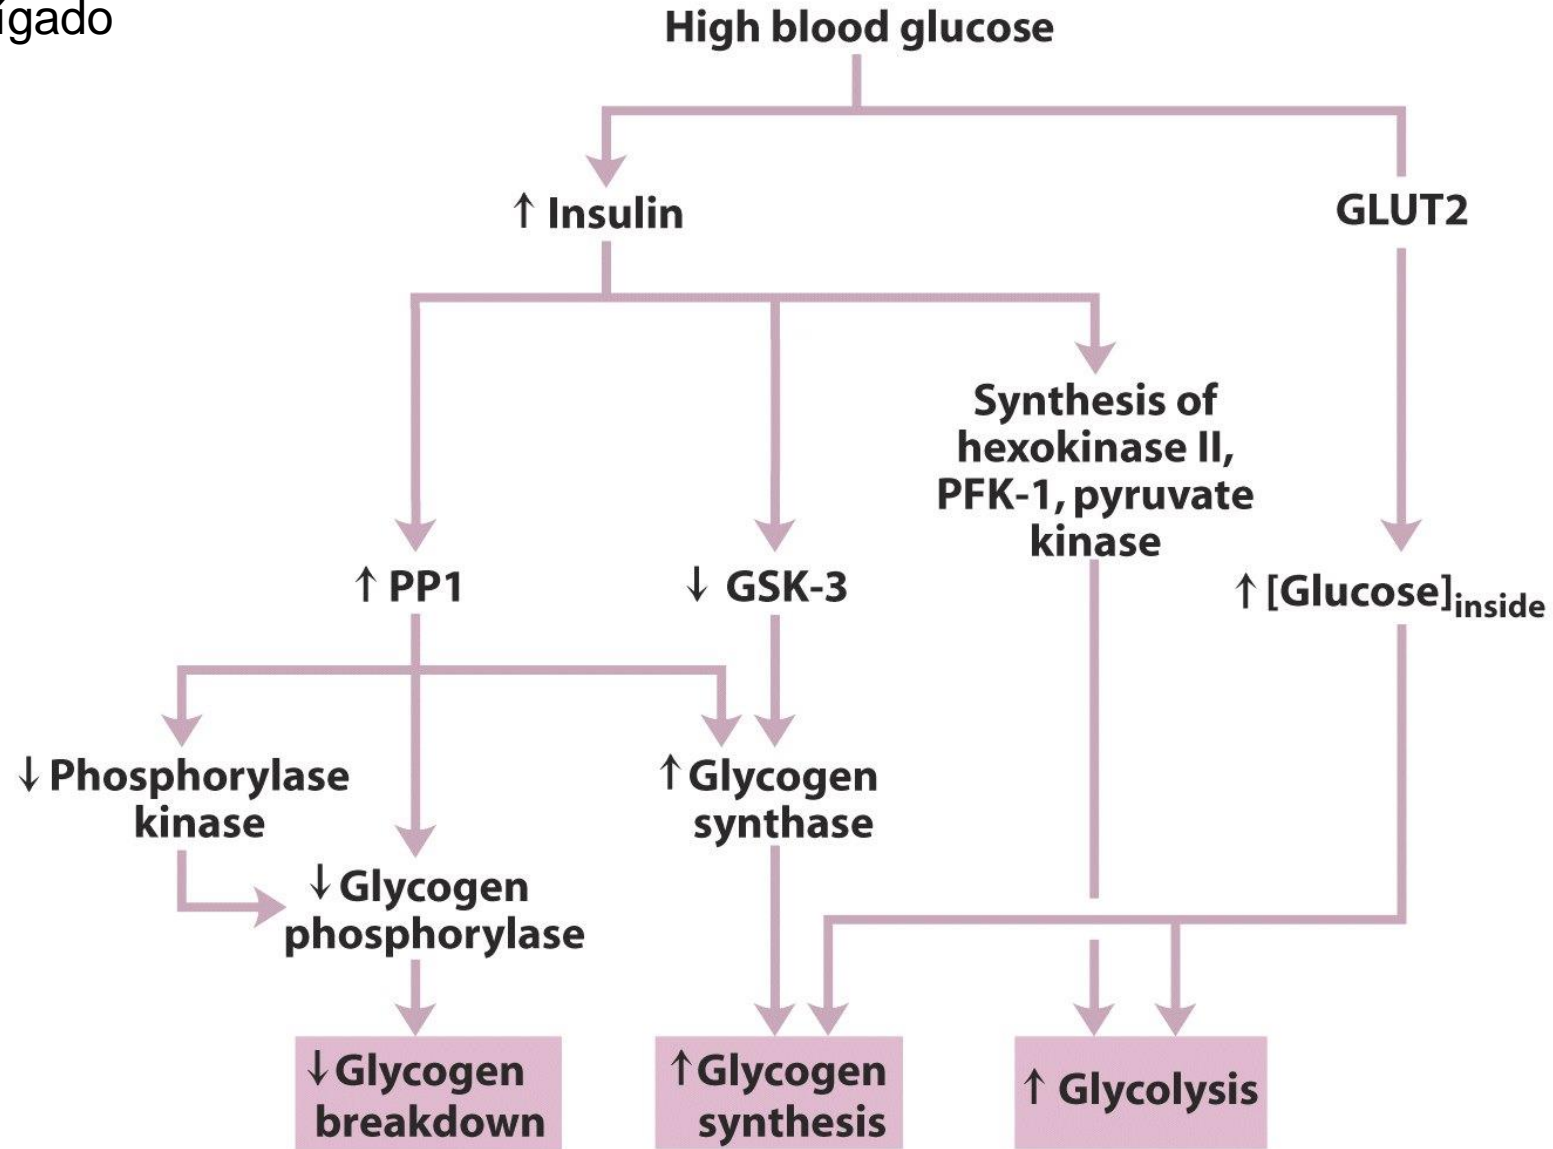 ígado
High blood glucose
↑ Insulin
GLUT2
Synthesis of
hexokinase II,
PFK-1, pyruvate
kinase
↑ PP1
↓ GSK-3
↑ [Glucose]inside
↓ Phosphorylase
kinase
↑ Glycogen
synthase
↓ Glycogen
phosphorylase
↓ Glycogen
breakdown
↑ Glycogen
synthesis
↑ Glycolysis